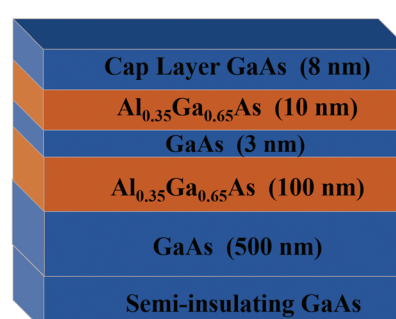 Cap Layer GaAs (8 nm)
Al₀.₃₅Ga₀.₆₅As (10 nm)
GaAs (3 nm)
Al₀.₃₅Ga₀.₆₅As (100 nm)
GaAs (500 nm)
Semi-insulating GaAs